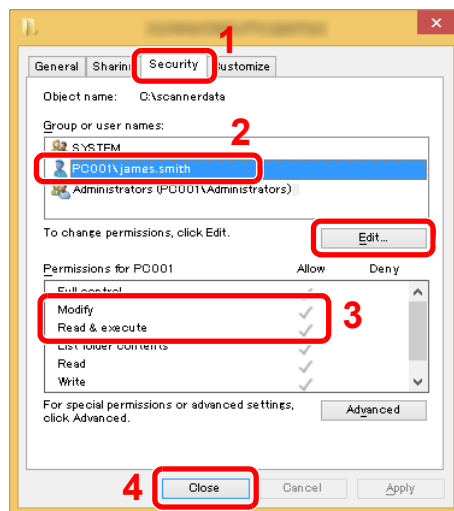 1
General Sharing Security Customize
Object name: C:\scannerdata
Group or user names:
2
SYSTEM
PC001\james.smith
Administrators (PC001\Administrators)
To change permissions, click Edit.
Edit...
Permissions for PC001 Allow Deny
Full control
Modify
Read & execute
3
List folder contents
Read
Write
For special permissions or advanced settings,
click Advanced.
Advanced
4
Close Cancel Apply